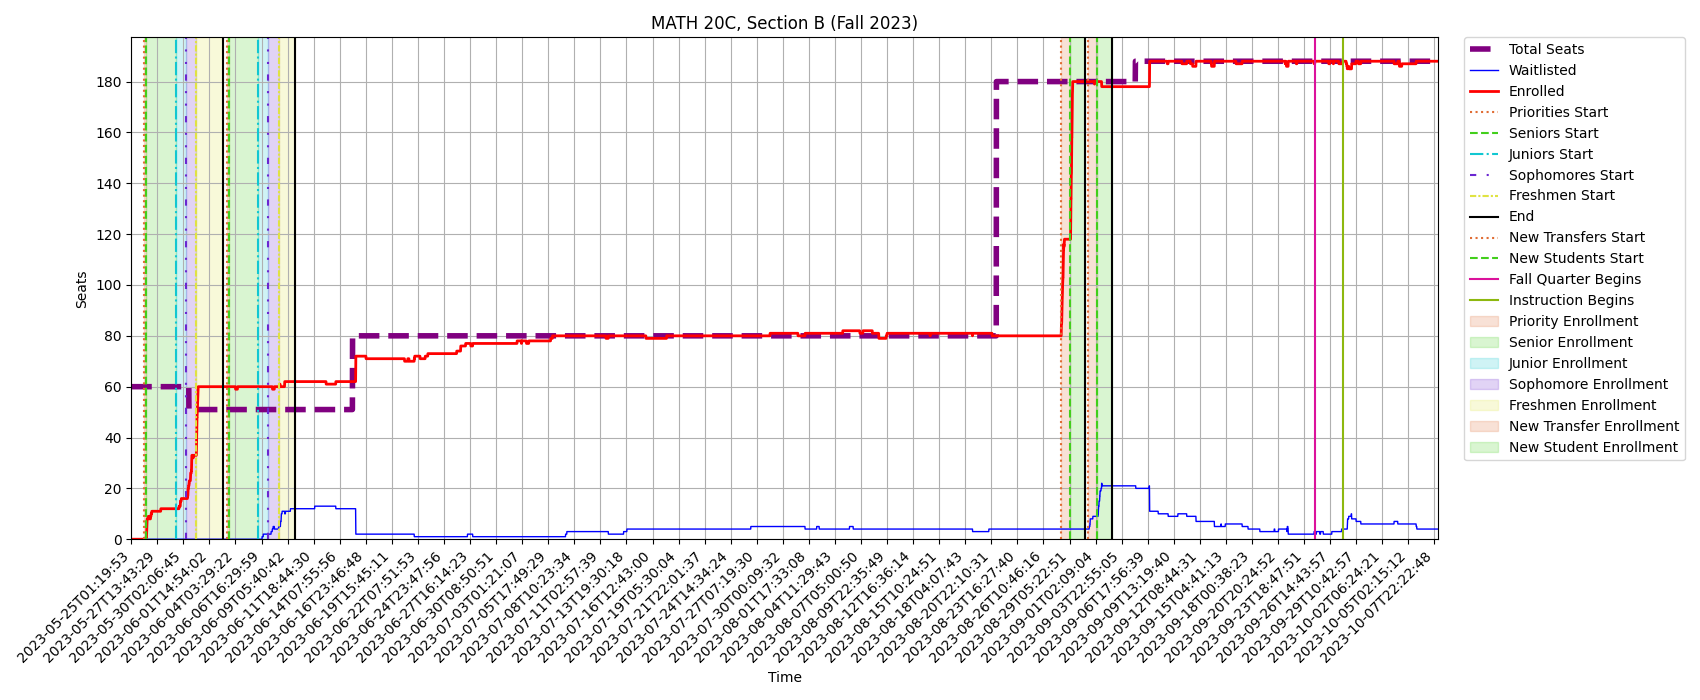 MATH 20C, Section B (Fall 2023)
Seats
180
160
140
120
100
80
60
40
20
0
2023-05-25T01:19:53
2023-05-27T13:43:29
2023-05-30T02:06:45
2023-06-01T14:54:02
2023-06-04T03:29:22
2023-06-06T16:29:59
2023-06-09T05:40:42
2023-06-11T18:44:30
2023-06-14T07:55:56
2023-06-16T23:46:48
2023-06-19T15:45:11
2023-06-22T07:51:53
2023-06-24T23:47:56
2023-06-27T16:14:23
2023-06-30T08:50:51
2023-07-03T01:21:07
2023-07-05T17:49:29
2023-07-08T10:23:34
2023-07-11T02:57:39
2023-07-13T19:30:18
2023-07-16T12:43:00
2023-07-19T05:30:04
2023-07-21T22:01:37
2023-07-24T14:34:24
2023-07-27T07:19:30
2023-07-30T00:09:32
2023-08-01T17:33:08
2023-08-04T11:29:43
2023-08-07T05:00:50
2023-08-09T22:35:49
2023-08-12T16:36:14
2023-08-15T10:24:51
2023-08-18T04:07:43
2023-08-20T22:10:31
2023-08-23T16:27:40
2023-08-26T10:46:16
2023-08-29T05:22:51
2023-09-01T02:09:04
2023-09-03T22:55:05
2023-09-06T17:56:39
2023-09-09T13:19:40
2023-09-12T08:44:31
2023-09-15T04:41:13
2023-09-18T00:38:23
2023-09-20T20:24:52
2023-09-23T18:47:51
2023-09-26T14:43:57
2023-09-29T10:42:57
2023-10-02T06:24:21
2023-10-05T02:15:12
2023-10-07T22:22:48
Time
Total Seats
Waitlisted
Enrolled
Priorities Start
Seniors Start
Juniors Start
Sophomores Start
Freshmen Start
End
New Transfers Start
New Students Start
Fall Quarter Begins
Instruction Begins
Priority Enrollment
Senior Enrollment
Junior Enrollment
Sophomore Enrollment
Freshmen Enrollment
New Transfer Enrollment
New Student Enrollment